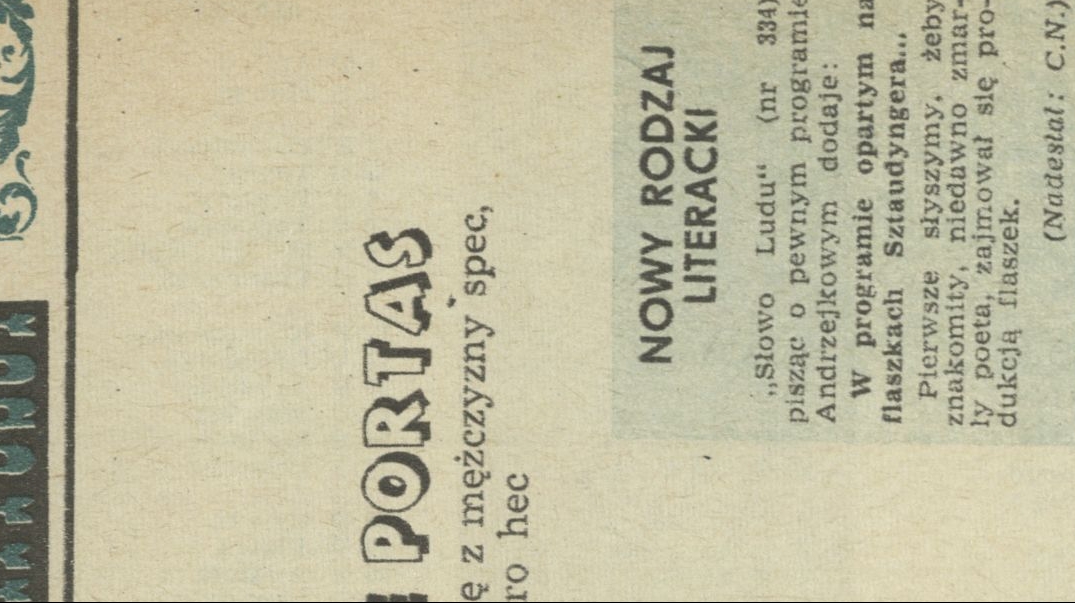 PORTAS
ę z mężczyzny spec,
ro hec
NOWY RODZAJ
LITERACKI
„Słowo Ludu“ (nr 334)
pisząc o pewnym programie
Andrzejkowym dodaje:
W programie opartym na
flaszkach Sztaudyngera...
Pierwsze słyszymy, żeby
znakomity, niedawno zmar-
ły poeta, zajmował się pro-
dukcją flaszek.
(Nadesłał: C.N.)